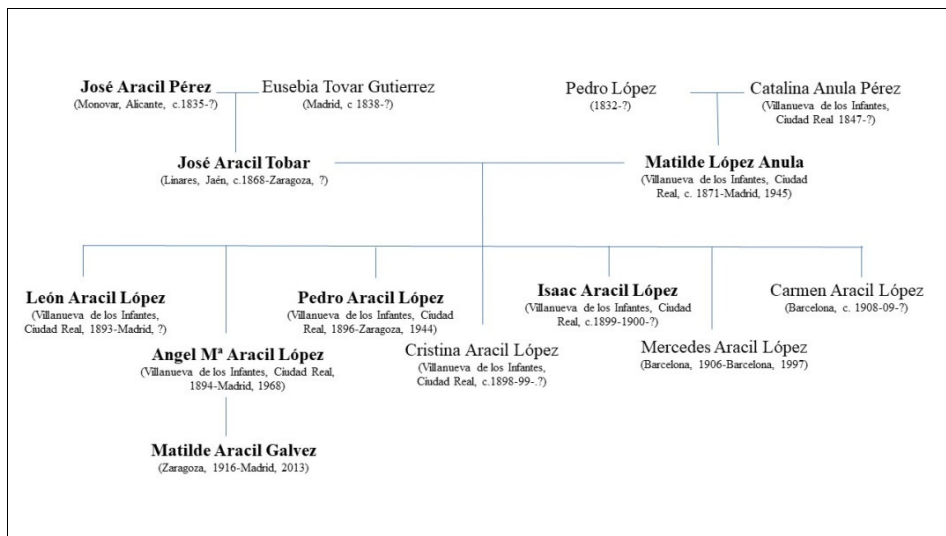 José Aracil Pérez
(Monovar, Alicante, c.1835-?)
Eusebia Tovar Gutierrez
(Madrid, c 1838-?)
Pedro López
(1832-?)
Catalina Anula Pérez
(Villanueva de los Infantes,
Ciudad Real 1847-?)
José Aracil Tobar
(Linares, Jaén, c.1868-Zaragoza, ?)
Matilde López Anula
(Villanueva de los Infantes, Ciudad
Real, c. 1871-Madrid, 1945)
León Aracil López
(Villanueva de los Infantes,
Ciudad Real, 1893-Madrid, ?)
Angel Mª Aracil López
(Villanueva de los Infantes, Ciudad Real,
1894-Madrid, 1968)
Pedro Aracil López
(Villanueva de los Infantes, Ciudad
Real, 1896-Zaragoza, 1944)
Cristina Aracil López
(Villanueva de los Infantes,
Ciudad Real, c.1898-99-.?)
Isaac Aracil López
(Villanueva de los Infantes, Ciudad
Real, c.1899-1900-?)
Mercedes Aracil López
(Barcelona, 1906-Barcelona, 1997)
Carmen Aracil López
(Barcelona, c. 1908-09-?)
Matilde Aracil Galvez
(Zaragoza, 1916-Madrid, 2013)